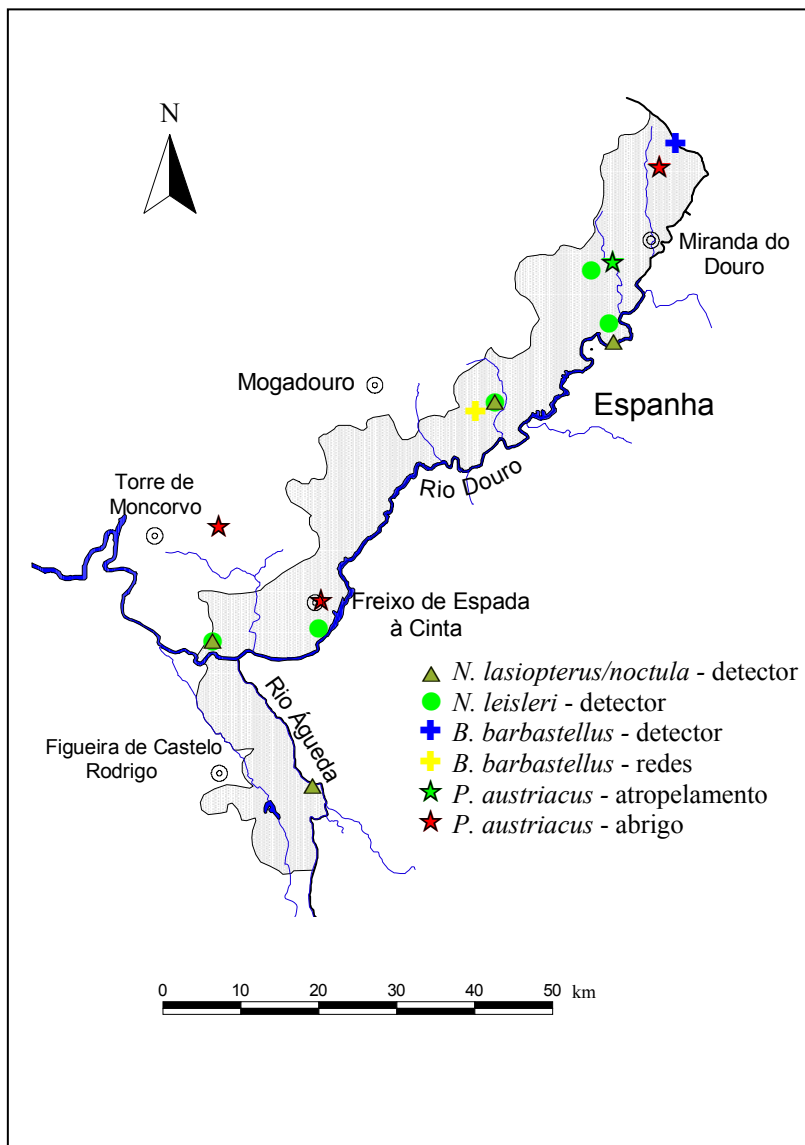 N
Miranda do
Douro
Mogadouro
Espanha
Rio Douro
Torre de
Moncorvo
Freixo de Espada
à Cinta
N. lasiopterus/noctula - detector
N. leisleri - detector
B. barbastellus - detector
B. barbastellus - redes
P. austriacus - atropelamento
P. austriacus - abrigo
Rio Águeda
Figueira de Castelo
Rodrigo
0 10 20 30 40 50 km